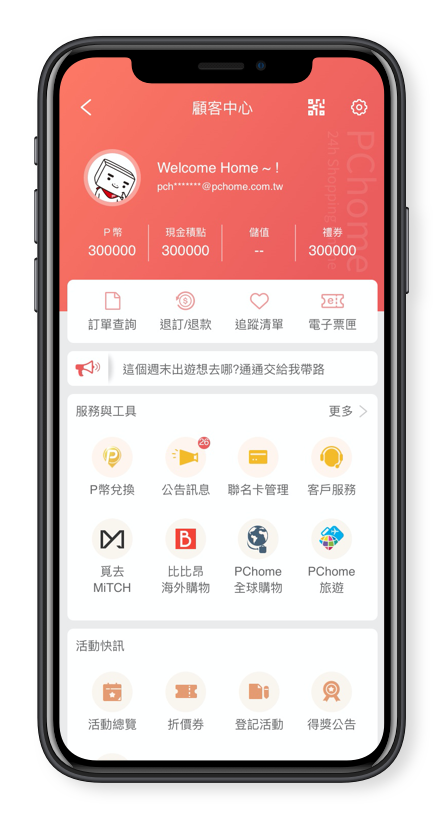 顧客中心
PChome
24h Shopping
Welcome Home ~ !
pch*******@pchome.com.tw
P 幣
現金積點
儲值
禮券
300000
300000
--
300000
訂單查詢
退訂/退款
追蹤清單
電子票匣
這個週末出遊想去哪?通通交給我帶路
服務與工具
更多
26
P幣兌換
公告訊息
聯名卡管理
客戶服務
覓去
MiTCH
比比昂
海外購物
PChome
全球購物
PChome
旅遊
活動快訊
活動總覽
折價券
登記活動
得獎公告